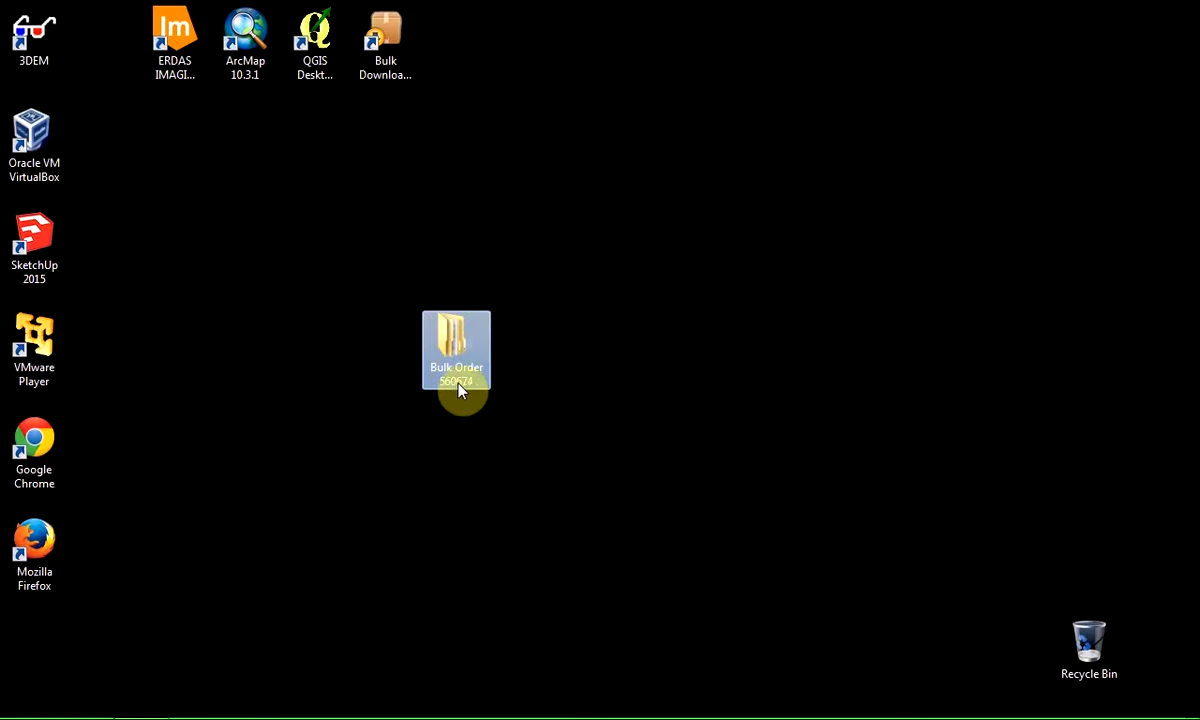 3DEM
ERDAS
IMAGI...
ArcMap
10.3.1
QGIS
Deskt...
Bulk
Downloa...
Oracle VM
VirtualBox
SketchUp
2015
Bulk Order
560674
VMware
Player
Google
Chrome
Mozilla
Firefox
Recycle Bin